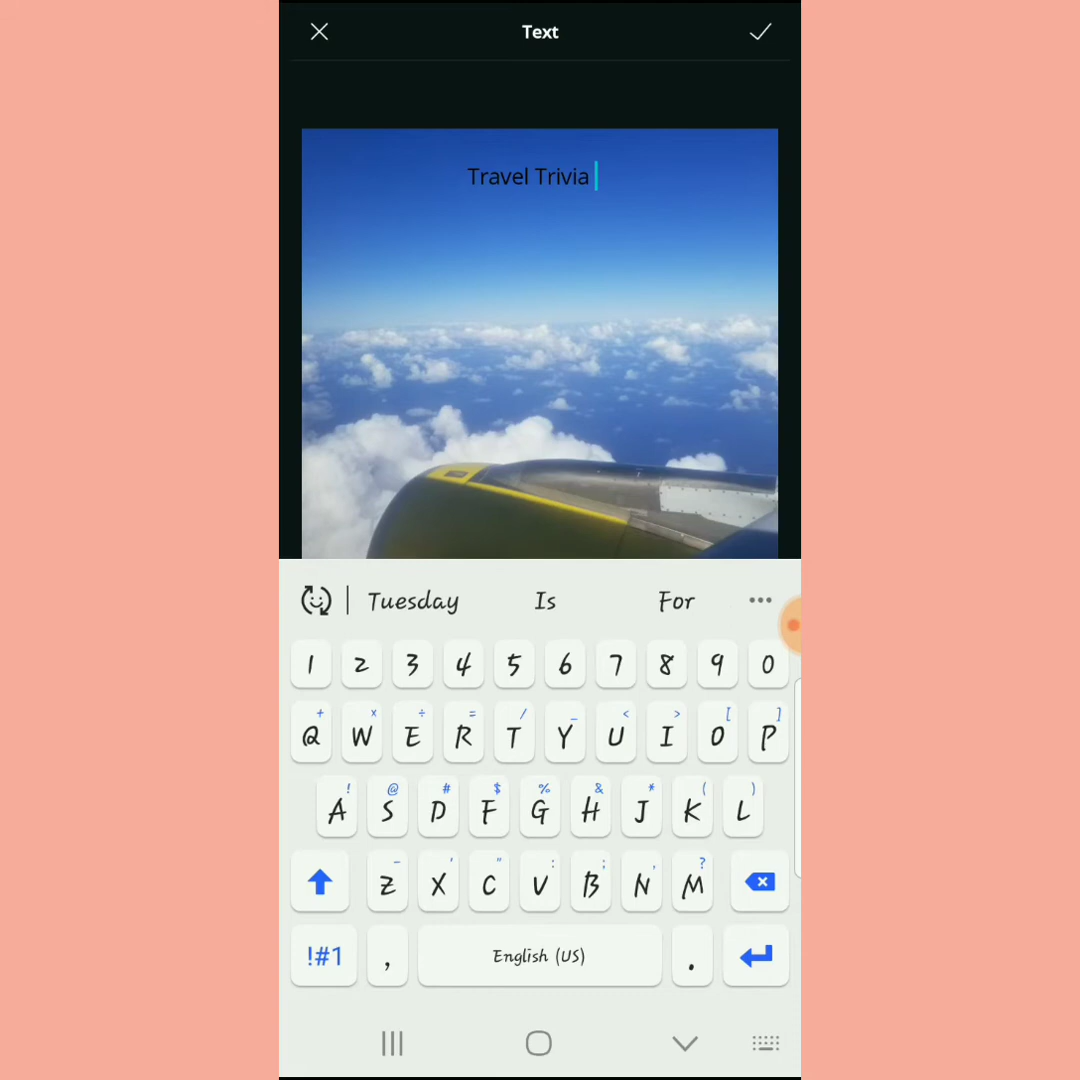 Text
Travel Trivia
Tuesday Is For
1 2 3 4 5 6 7 8 9 0
+ × ÷ = / _ < > [ ]
Q W E R T Y U I O P
! @ # $ % & * ( )
A S D F G H J K L
- ' " : ; , ?
Z X C V B N M
!#1 , English (US) .